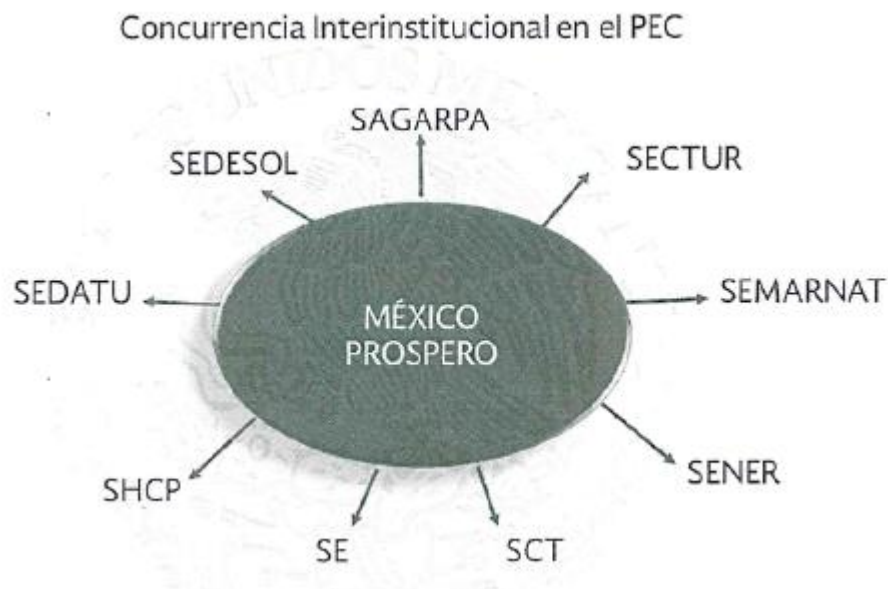 Concurrencia Interinstitucional en el PEC
SAGARPA
SEDESOL
SECTUR
SEDATU
SEMARNAT
MÉXICO
PROSPERO
SHCP
SENER
SE
SCT